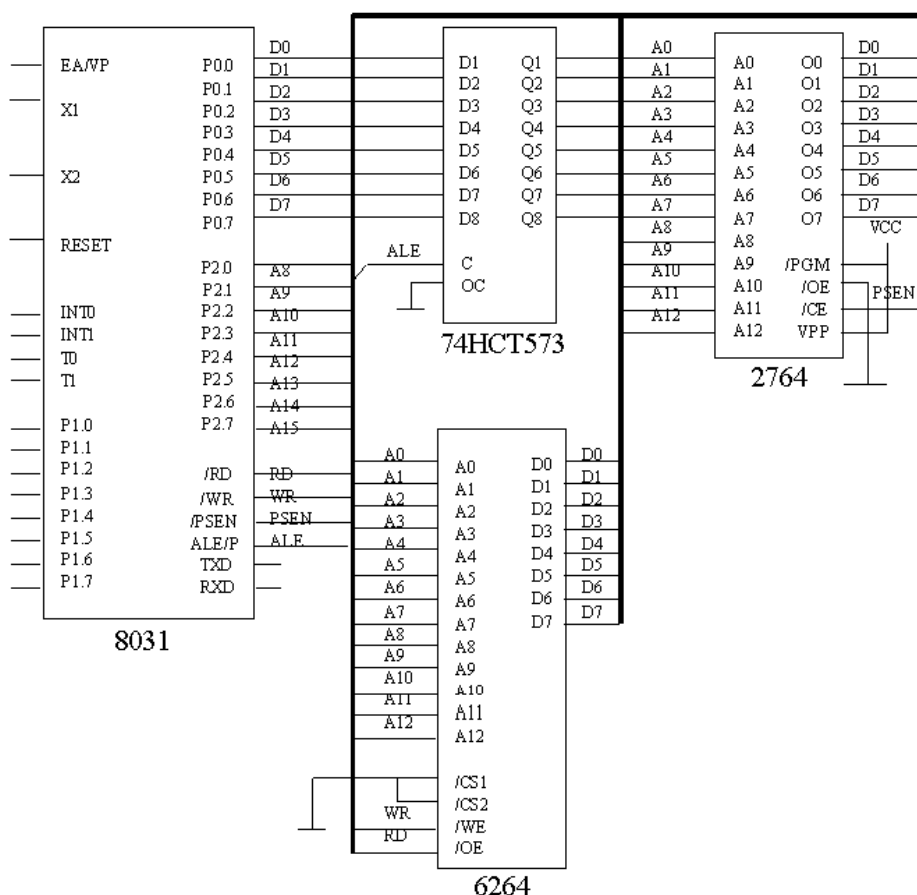 EA/VP
X1
X2
RESET
INT0
INT1
T0
T1
P1.0
P1.1
P1.2
P1.3
P1.4
P1.5
P1.6
P1.7
P0.0
P0.1
P0.2
P0.3
P0.4
P0.5
P0.6
P0.7
P2.0
P2.1
P2.2
P2.3
P2.4
P2.5
P2.6
P2.7
/RD
/WR
/PSEN
ALE/P
TXD
RXD
8031
D0
D1
D2
D3
D4
D5
D6
D7
A8
A9
A10
A11
A12
A13
A14
A15
RD
WR
PSEN
ALE
ALE
D1
D2
D3
D4
D5
D6
D7
D8
C
OC
Q1
Q2
Q3
Q4
Q5
Q6
Q7
Q8
74HCT573
A0
A1
A2
A3
A4
A5
A6
A7
A8
A9
A10
A11
A12
A0
A1
A2
A3
A4
A5
A6
A7
A8
A9
A10
A11
A12
O0
O1
O2
O3
O4
O5
O6
O7
/PGM
/OE
/CE
VPP
D0
D1
D2
D3
D4
D5
D6
D7
VCC
PSEN
2764
A0
A1
A2
A3
A4
A5
A6
A7
A8
A9
A10
A11
A12
WR
RD
A0
A1
A2
A3
A4
A5
A6
A7
A8
A9
A10
A11
A12
/CS1
/CS2
/WE
/OE
D0
D1
D2
D3
D4
D5
D6
D7
D0
D1
D2
D3
D4
D5
D6
D7
6264